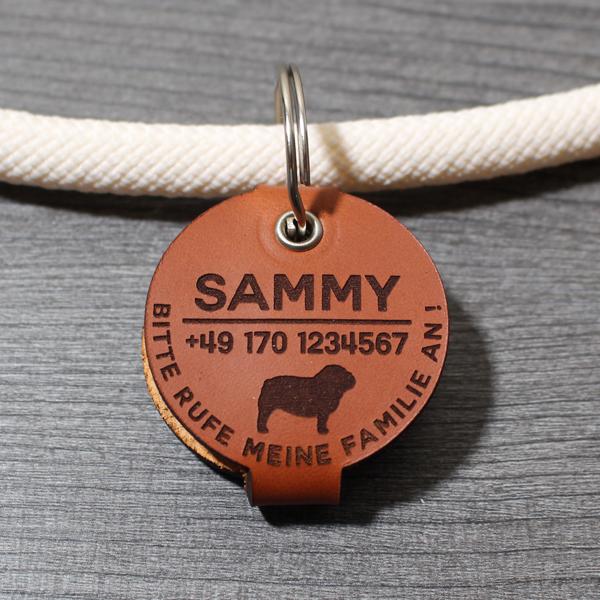 SAMMY
+49 170 1234567
BITTE RUFE MEINE FAMILIE AN!